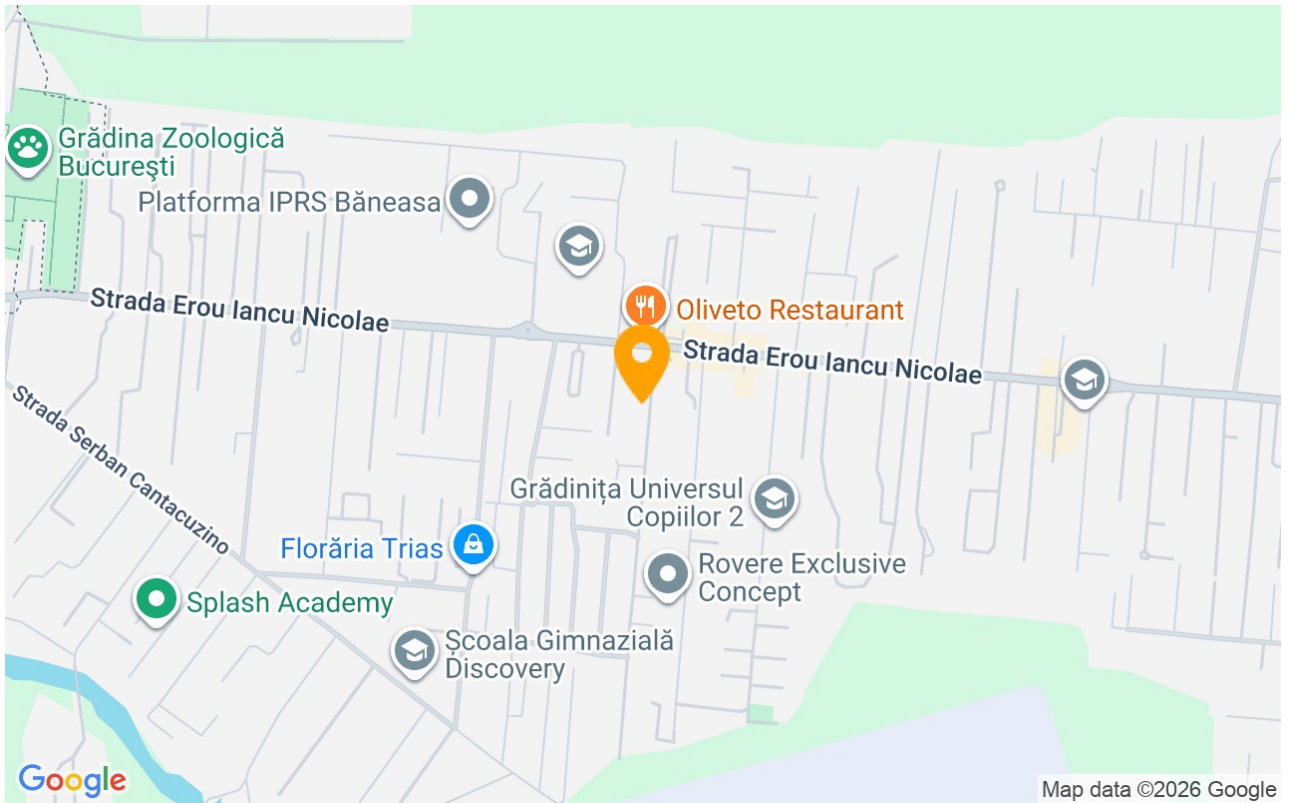 Grădina Zoologică
București
Platforma IPRS Băneasa
Strada Erou Iancu Nicolae
Oliveto Restaurant
Strada Erou Iancu Nicolae
Strada Serban Cantacuzino
Grădinița Universul
Copiilor 2
Florăria Trias
Rovere Exclusive
Concept
Splash Academy
Școala Gimnazială
Discovery
Google
Map data ©2026 Google